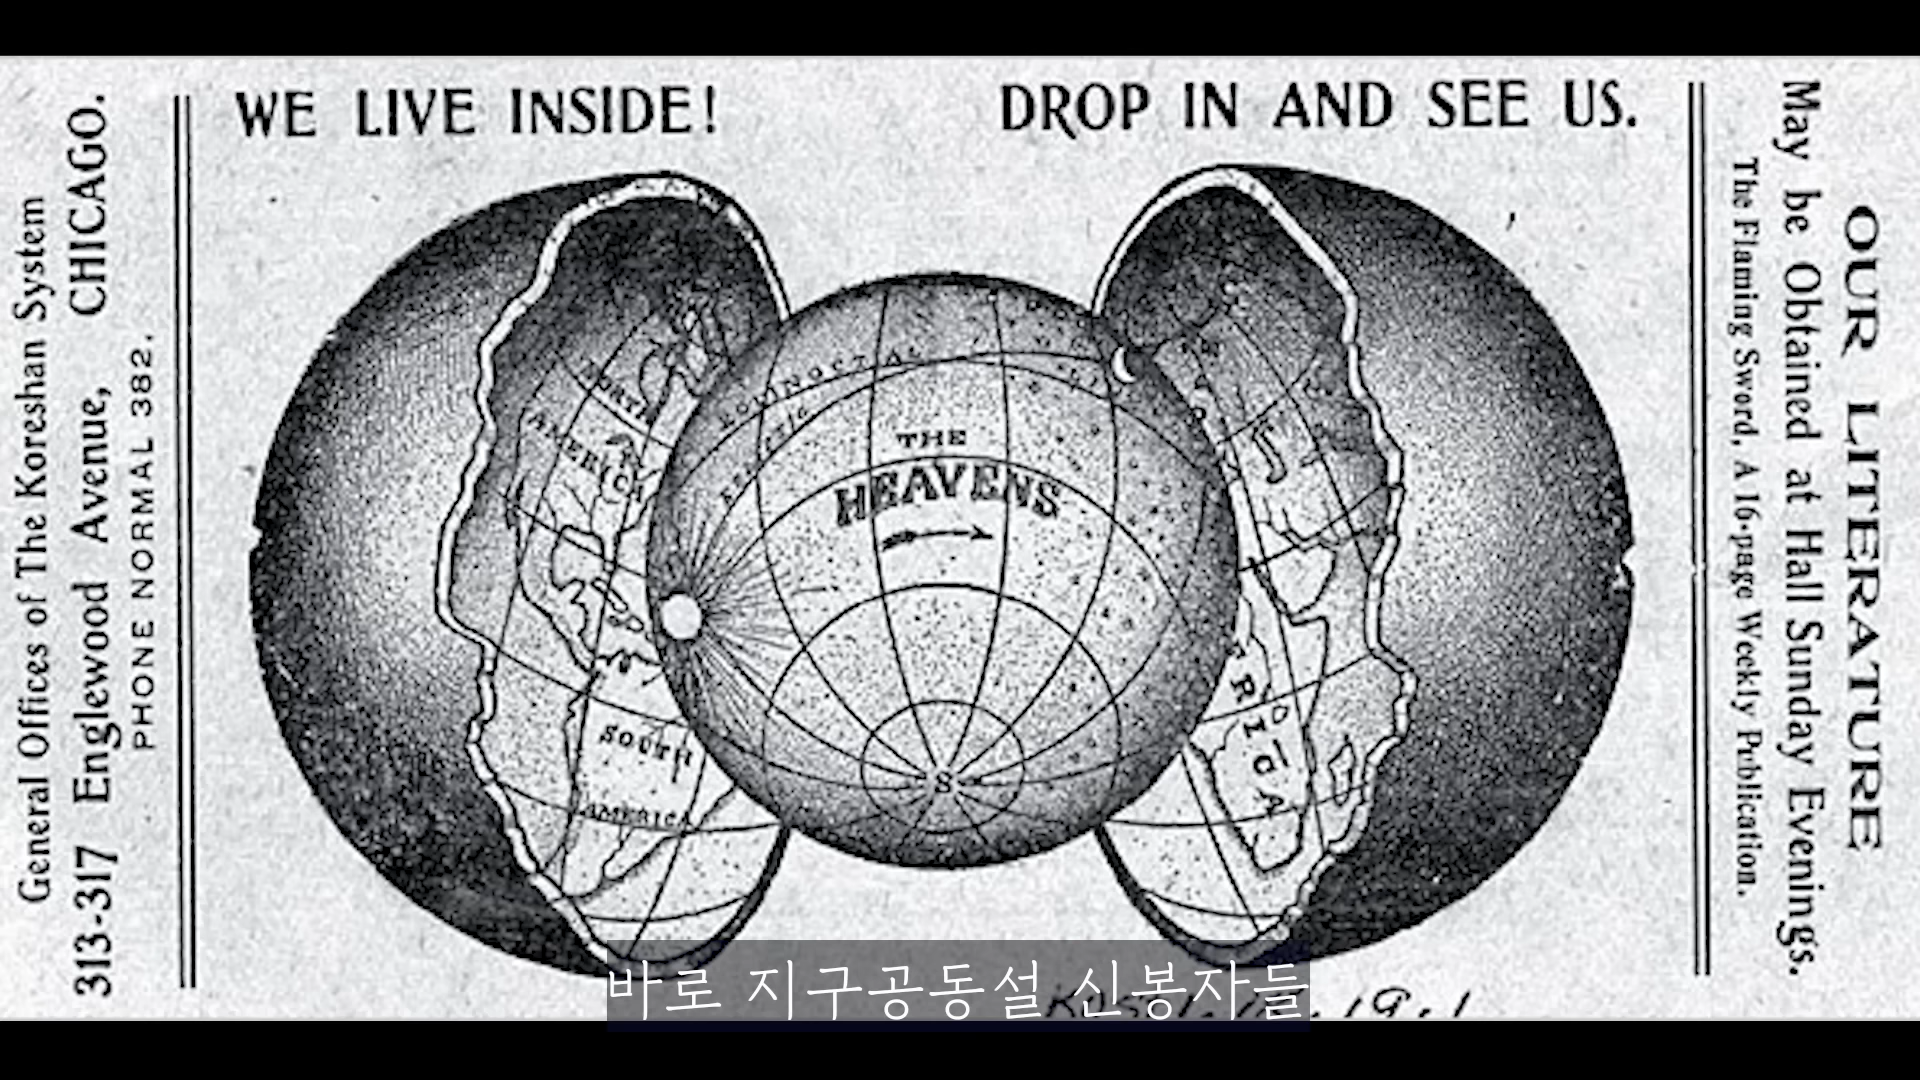 General Offices of The Koreshan System
313-317 Englewood Avenue, CHICAGO.
PHONE NORMAL 382.
WE LIVE INSIDE!
DROP IN AND SEE US.
NORTH
AMERICA
SOUTH
AMERICA
EQUINOCTIAL
THE
HEAVENS
S
RICA
OUR LITERATURE
May be Obtained at Hall Sunday Evenings.
The Flaming Sword, A 16-page Weekly Publication.
바로 지구공동설 신봉자들